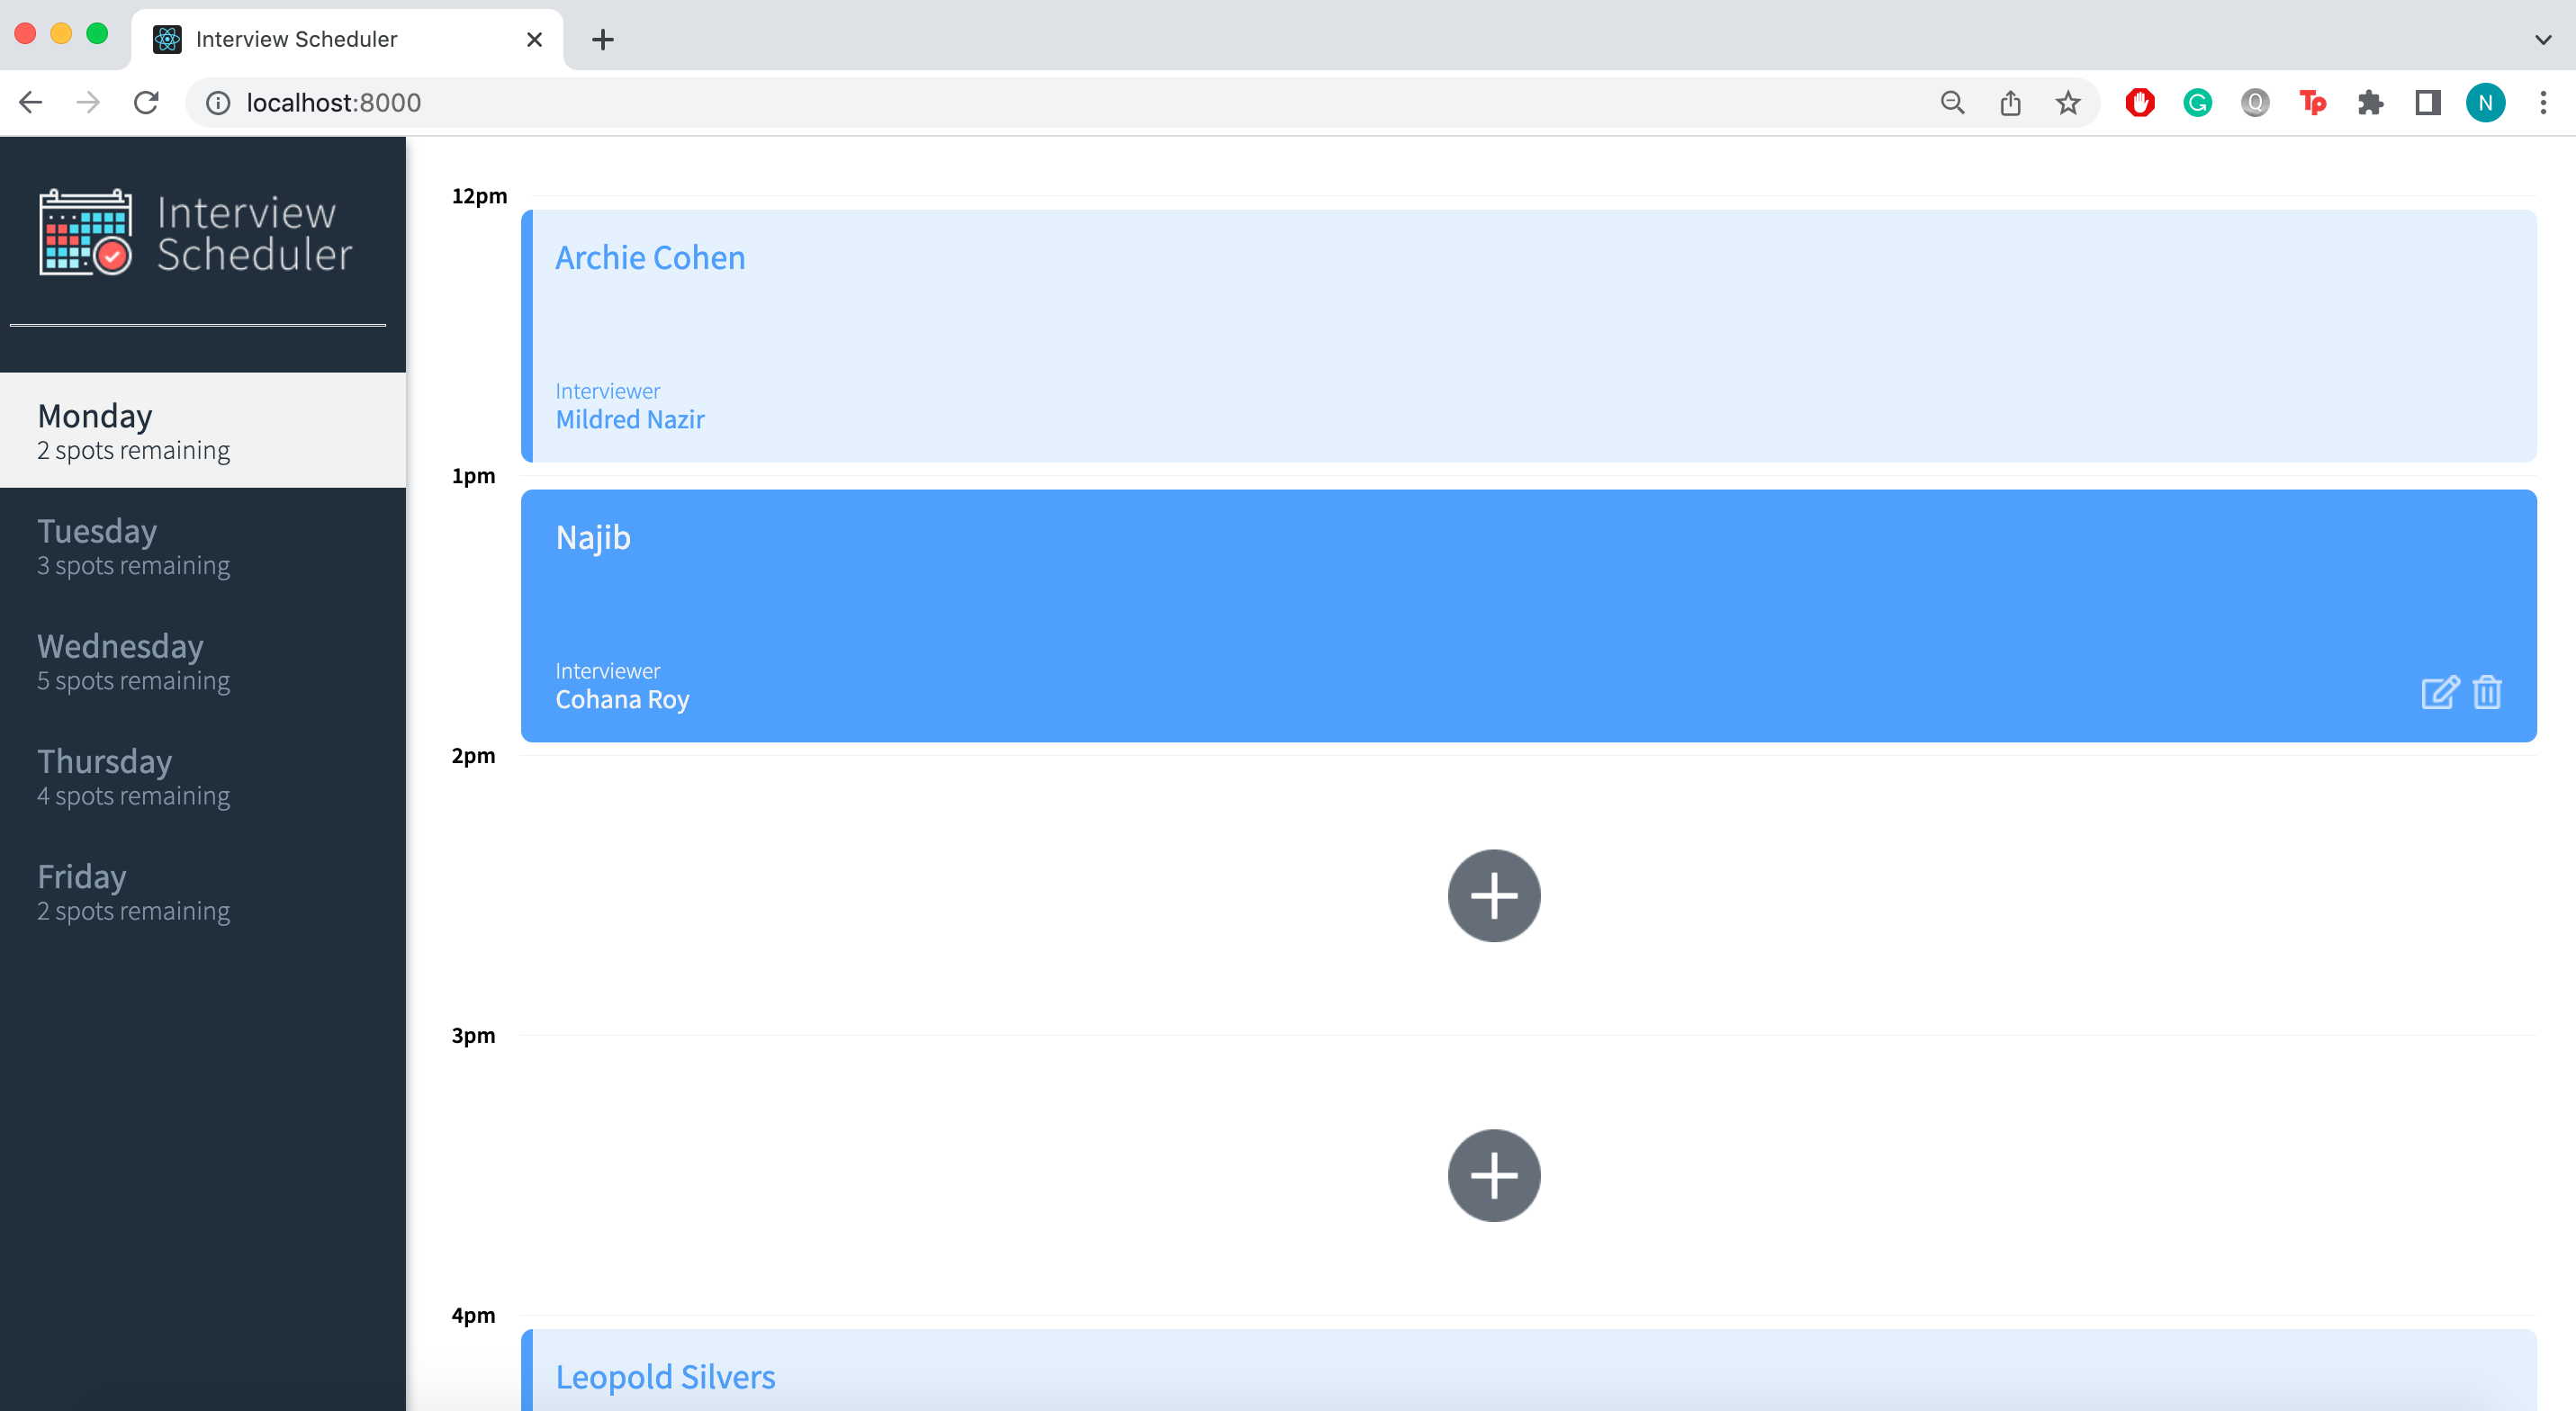 Interview Scheduler
localhost:8000
Tp
N
Interview
Scheduler
Monday
2 spots remaining
Tuesday
3 spots remaining
Wednesday
5 spots remaining
Thursday
4 spots remaining
Friday
2 spots remaining
12pm
Archie Cohen
Interviewer
Mildred Nazir
1pm
Najib
Interviewer
Cohana Roy
2pm
3pm
4pm
Leopold Silvers